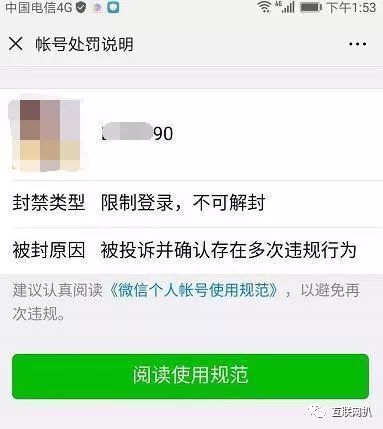 中国电信4G
4G
下午1:53
帐号处罚说明
90
封禁类型 限制登录，不可解封
被封原因 被投诉并确认存在多次违规行为
建议认真阅读《微信个人帐号使用规范》，以避免再
次违规。
阅读使用规范
互联网扒